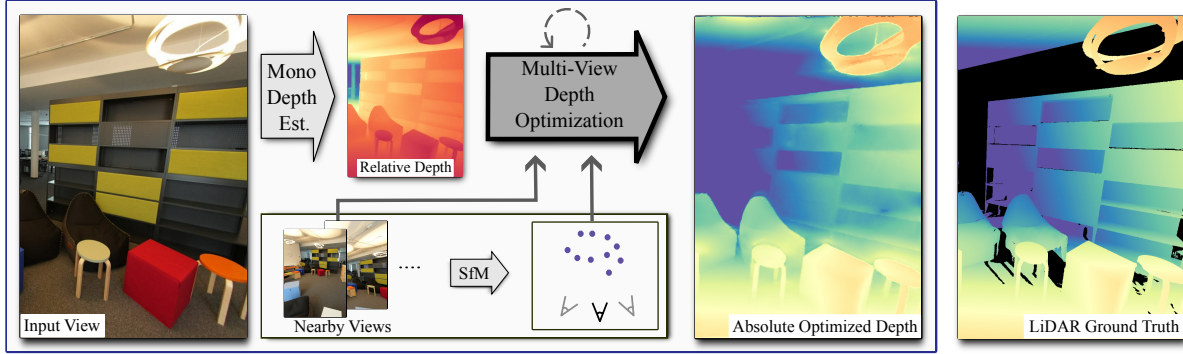 Input View
Mono
Depth
Est.
Relative Depth
Multi-View
Depth
Optimization
Nearby Views
....
SfM
Absolute Optimized Depth
LiDAR Ground Truth